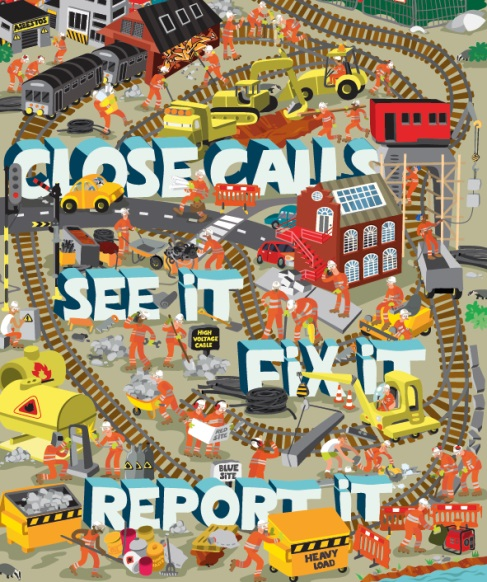 ASBESTOS
CLOSE CALLS
SEE iT
HIGH
VOLTAGE
CABLE
FiX iT
BLUE
SITE
REPORT iT
HEAVY
LOAD